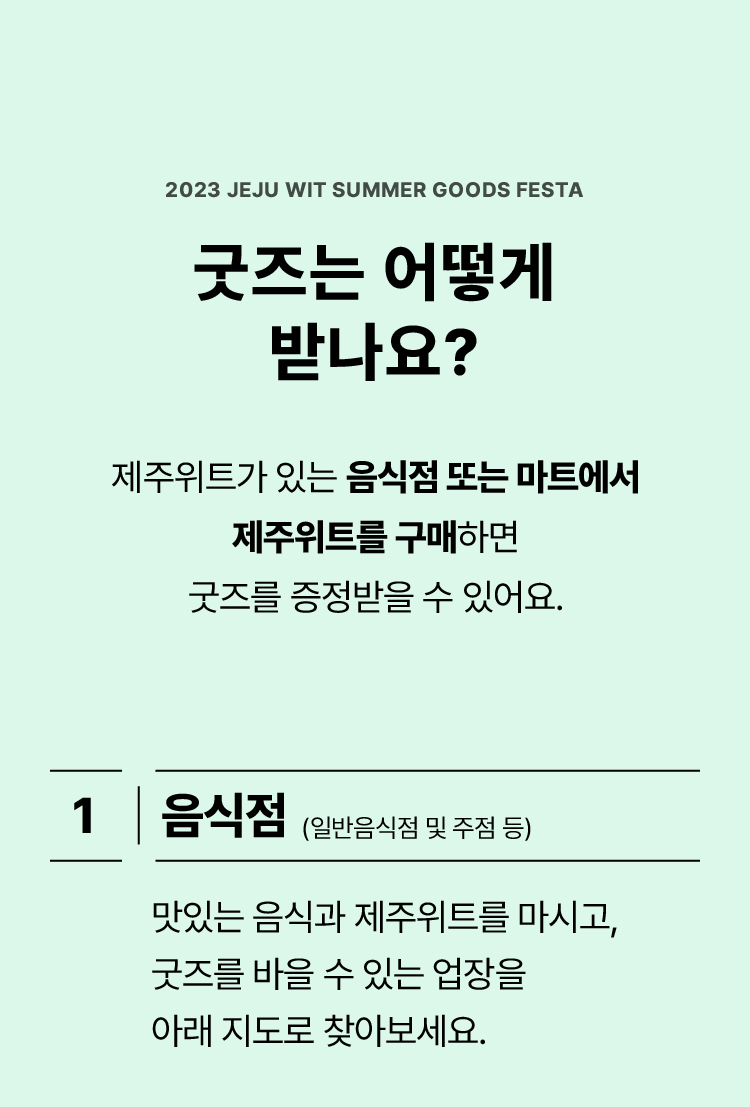 2023 JEJU WIT SUMMER GOODS FESTA
굿즈는 어떻게
받나요?
제주위트가 있는 음식점 또는 마트에서
제주위트를 구매하면
굿즈를 증정받을 수 있어요.
1 음식점 (일반음식점 및 주점 등)
맛있는 음식과 제주위트를 마시고,
굿즈를 바을 수 있는 업장을
아래 지도로 찾아보세요.